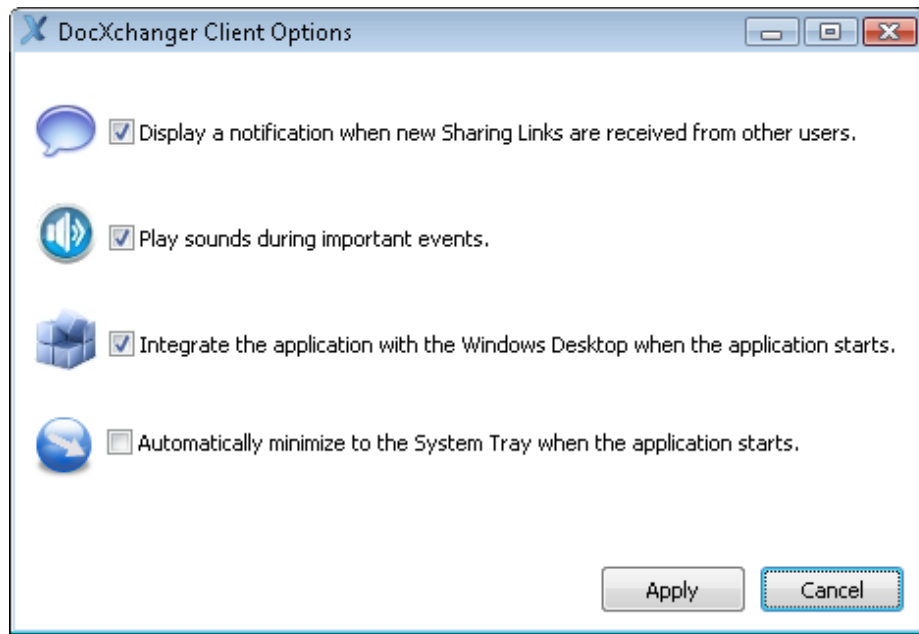 DocXchanger Client Options
Display a notification when new Sharing Links are received from other users.
Play sounds during important events.
Integrate the application with the Windows Desktop when the application starts.
Automatically minimize to the System Tray when the application starts.
Apply
Cancel